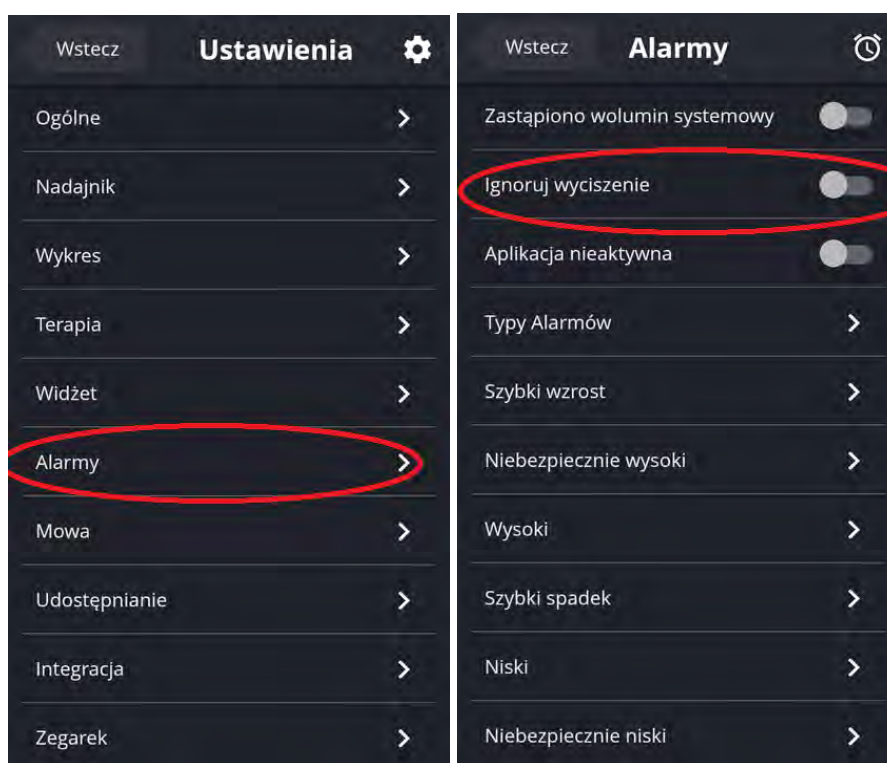 Wstecz
Ustawienia
Ogólne
Nadajnik
Wykres
Terapia
Widżet
Alarmy
Mowa
Udostępnianie
Integracja
Zegarek
Wstecz
Alarmy
Zastąpiono wolumin systemowy
Ignoruj wyciszenie
Aplikacja nieaktywna
Typy Alarmów
Szybki wzrost
Niebezpiecznie wysoki
Wysoki
Szybki spadek
Niski
Niebezpiecznie niski